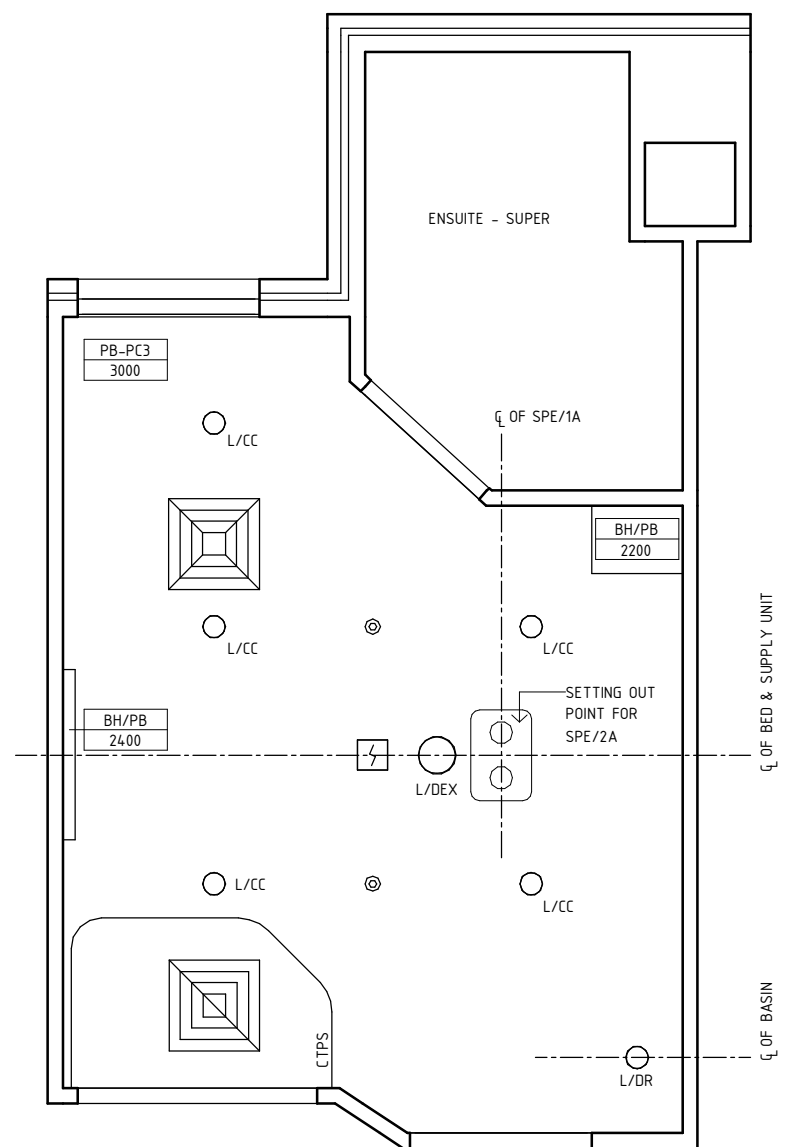 ENSUITE - SUPER
PB-PC3
3000
L/CC
℄ OF SPE/1A
BH/PB
2200
L/CC
L/CC
SETTING OUT
POINT FOR
SPE/2A
BH/PB
2400
L/DEX
℄ OF BED & SUPPLY UNIT
L/CC
L/CC
CTPS
L/DR
℄ OF BASIN